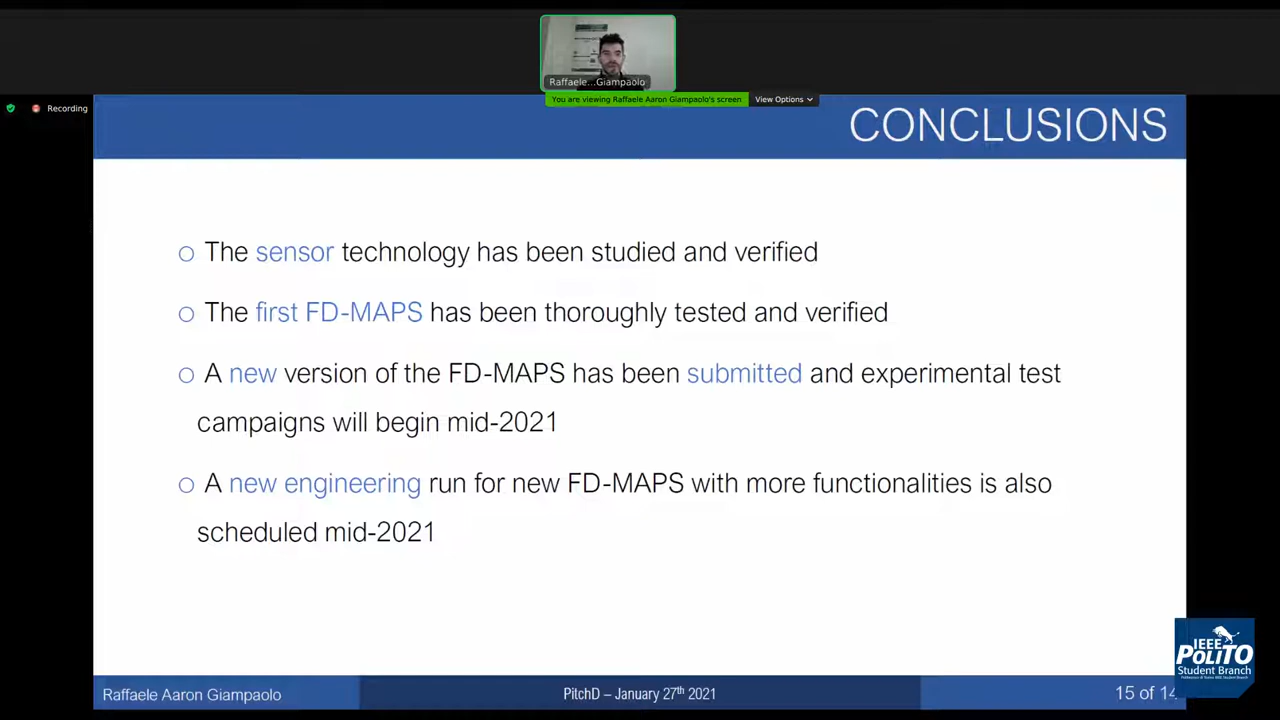 Raffaele...Giampaolo
You are viewing Raffaele Aaron Giampaolo's screen
View Options
Recording
CONCLUSIONS
The sensor technology has been studied and verified
The first FD-MAPS has been thoroughly tested and verified
A new version of the FD-MAPS has been submitted and experimental test
campaigns will begin mid-2021
A new engineering run for new FD-MAPS with more functionalities is also
scheduled mid-2021
IEEE
POLITO
Student Branch
Raffaele Aaron Giampaolo
PitchD – January 27th 2021
15 of 14